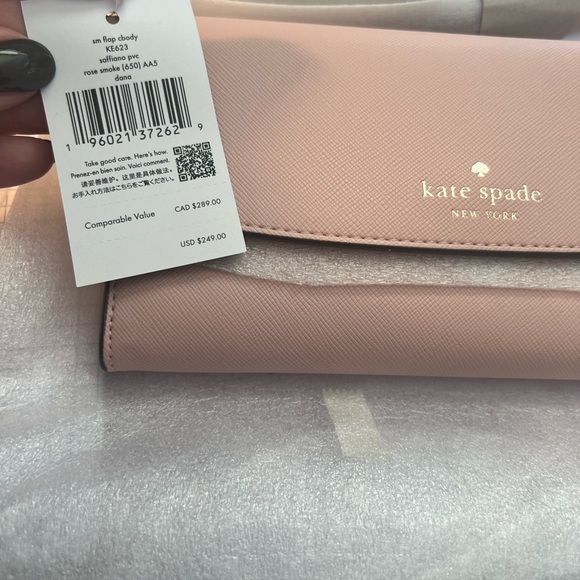 sm flap cbody
KE623
saffiano pvc
rose smoke (650) AA5
dana
1 96021 37262 9
Take good care. Here's how.
Prenez-en bien soin. Voici comment.
请妥善维护，这里是具体做法。
お手入れ方法はこちらをご覧ください。
Comparable Value
CAD $289.00
USD $249.00
kate spade
NEW YORK